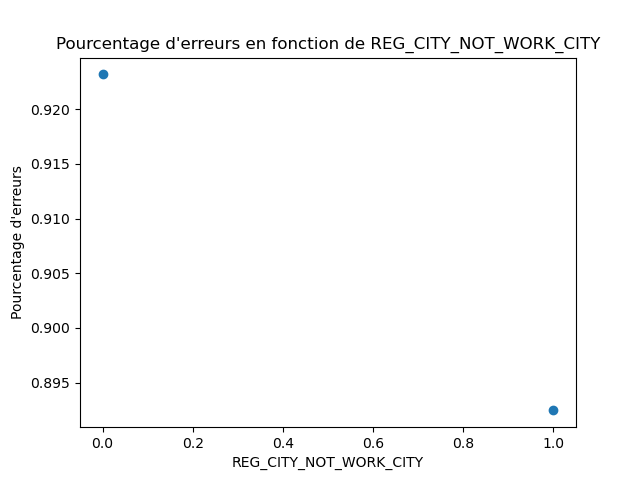 Pourcentage d'erreurs en fonction de REG_CITY_NOT_WORK_CITY
0.920
0.915
0.910
0.905
0.900
0.895
Pourcentage d'erreurs
0.0 0.2 0.4 0.6 0.8 1.0
REG_CITY_NOT_WORK_CITY